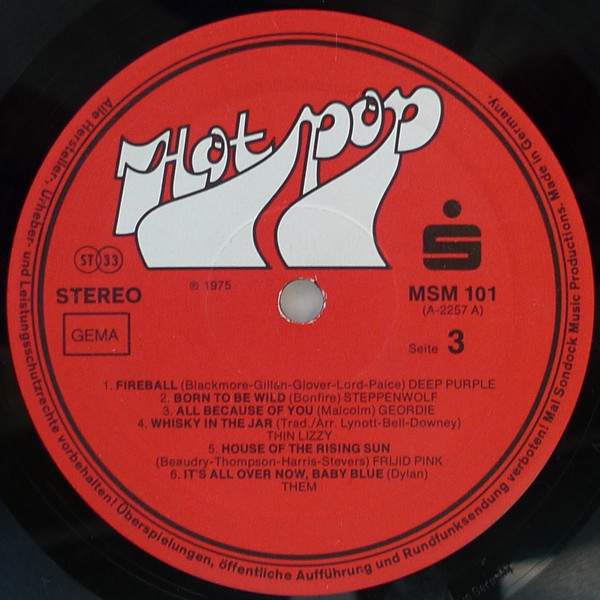 Hot pop
ST 33
STEREO
℗ 1975
GEMA
MSM 101
(A-2257 A)
Seite 3
1. FIREBALL (Blackmore-Gillan-Glover-Lord-Paice) DEEP PURPLE
2. BORN TO BE WILD (Bonfire) STEPPENWOLF
3. ALL BECAUSE OF YOU (Malcolm) GEORDIE
4. WHISKY IN THE JAR (Trad./Arr. Lynott-Bell-Downey)
THIN LIZZY
5. HOUSE OF THE RISING SUN
(Beaudry-Thompson-Harris-Stevers) FRIJID PINK
6. IT'S ALL OVER NOW, BABY BLUE (Dylan)
THEM
Alle Hersteller-, Urheber- und Leistungsschutzrechte vorbehalten! Überspielungen, öffentliche Aufführung und Rundfunksendung verboten! Mal Sondock Music Productions. Made in Germany.